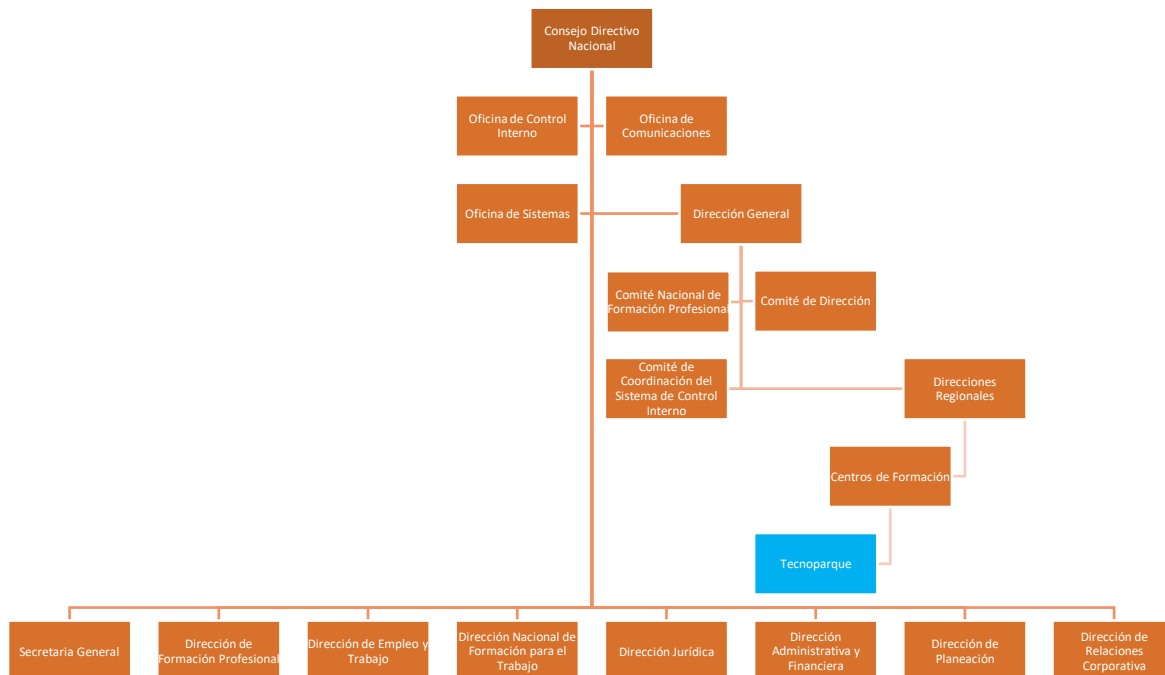 Consejo Directivo
Nacional
Oficina de Control
Interno
Oficina de
Comunicaciones
Oficina de Sistemas
Dirección General
Comité Nacional de
Formación Profesional
Comité de Dirección
Comité de
Coordinación del
Sistema de Control
Interno
Direcciones
Regionales
Centros de Formación
Tecnoparque
Secretaria General
Dirección de
Formación Profesional
Dirección de Empleo y
Trabajo
Dirección Nacional de
Formación para el
Trabajo
Dirección Jurídica
Dirección
Administrativa y
Financiera
Dirección de
Planeación
Dirección de
Relaciones
Corporativa